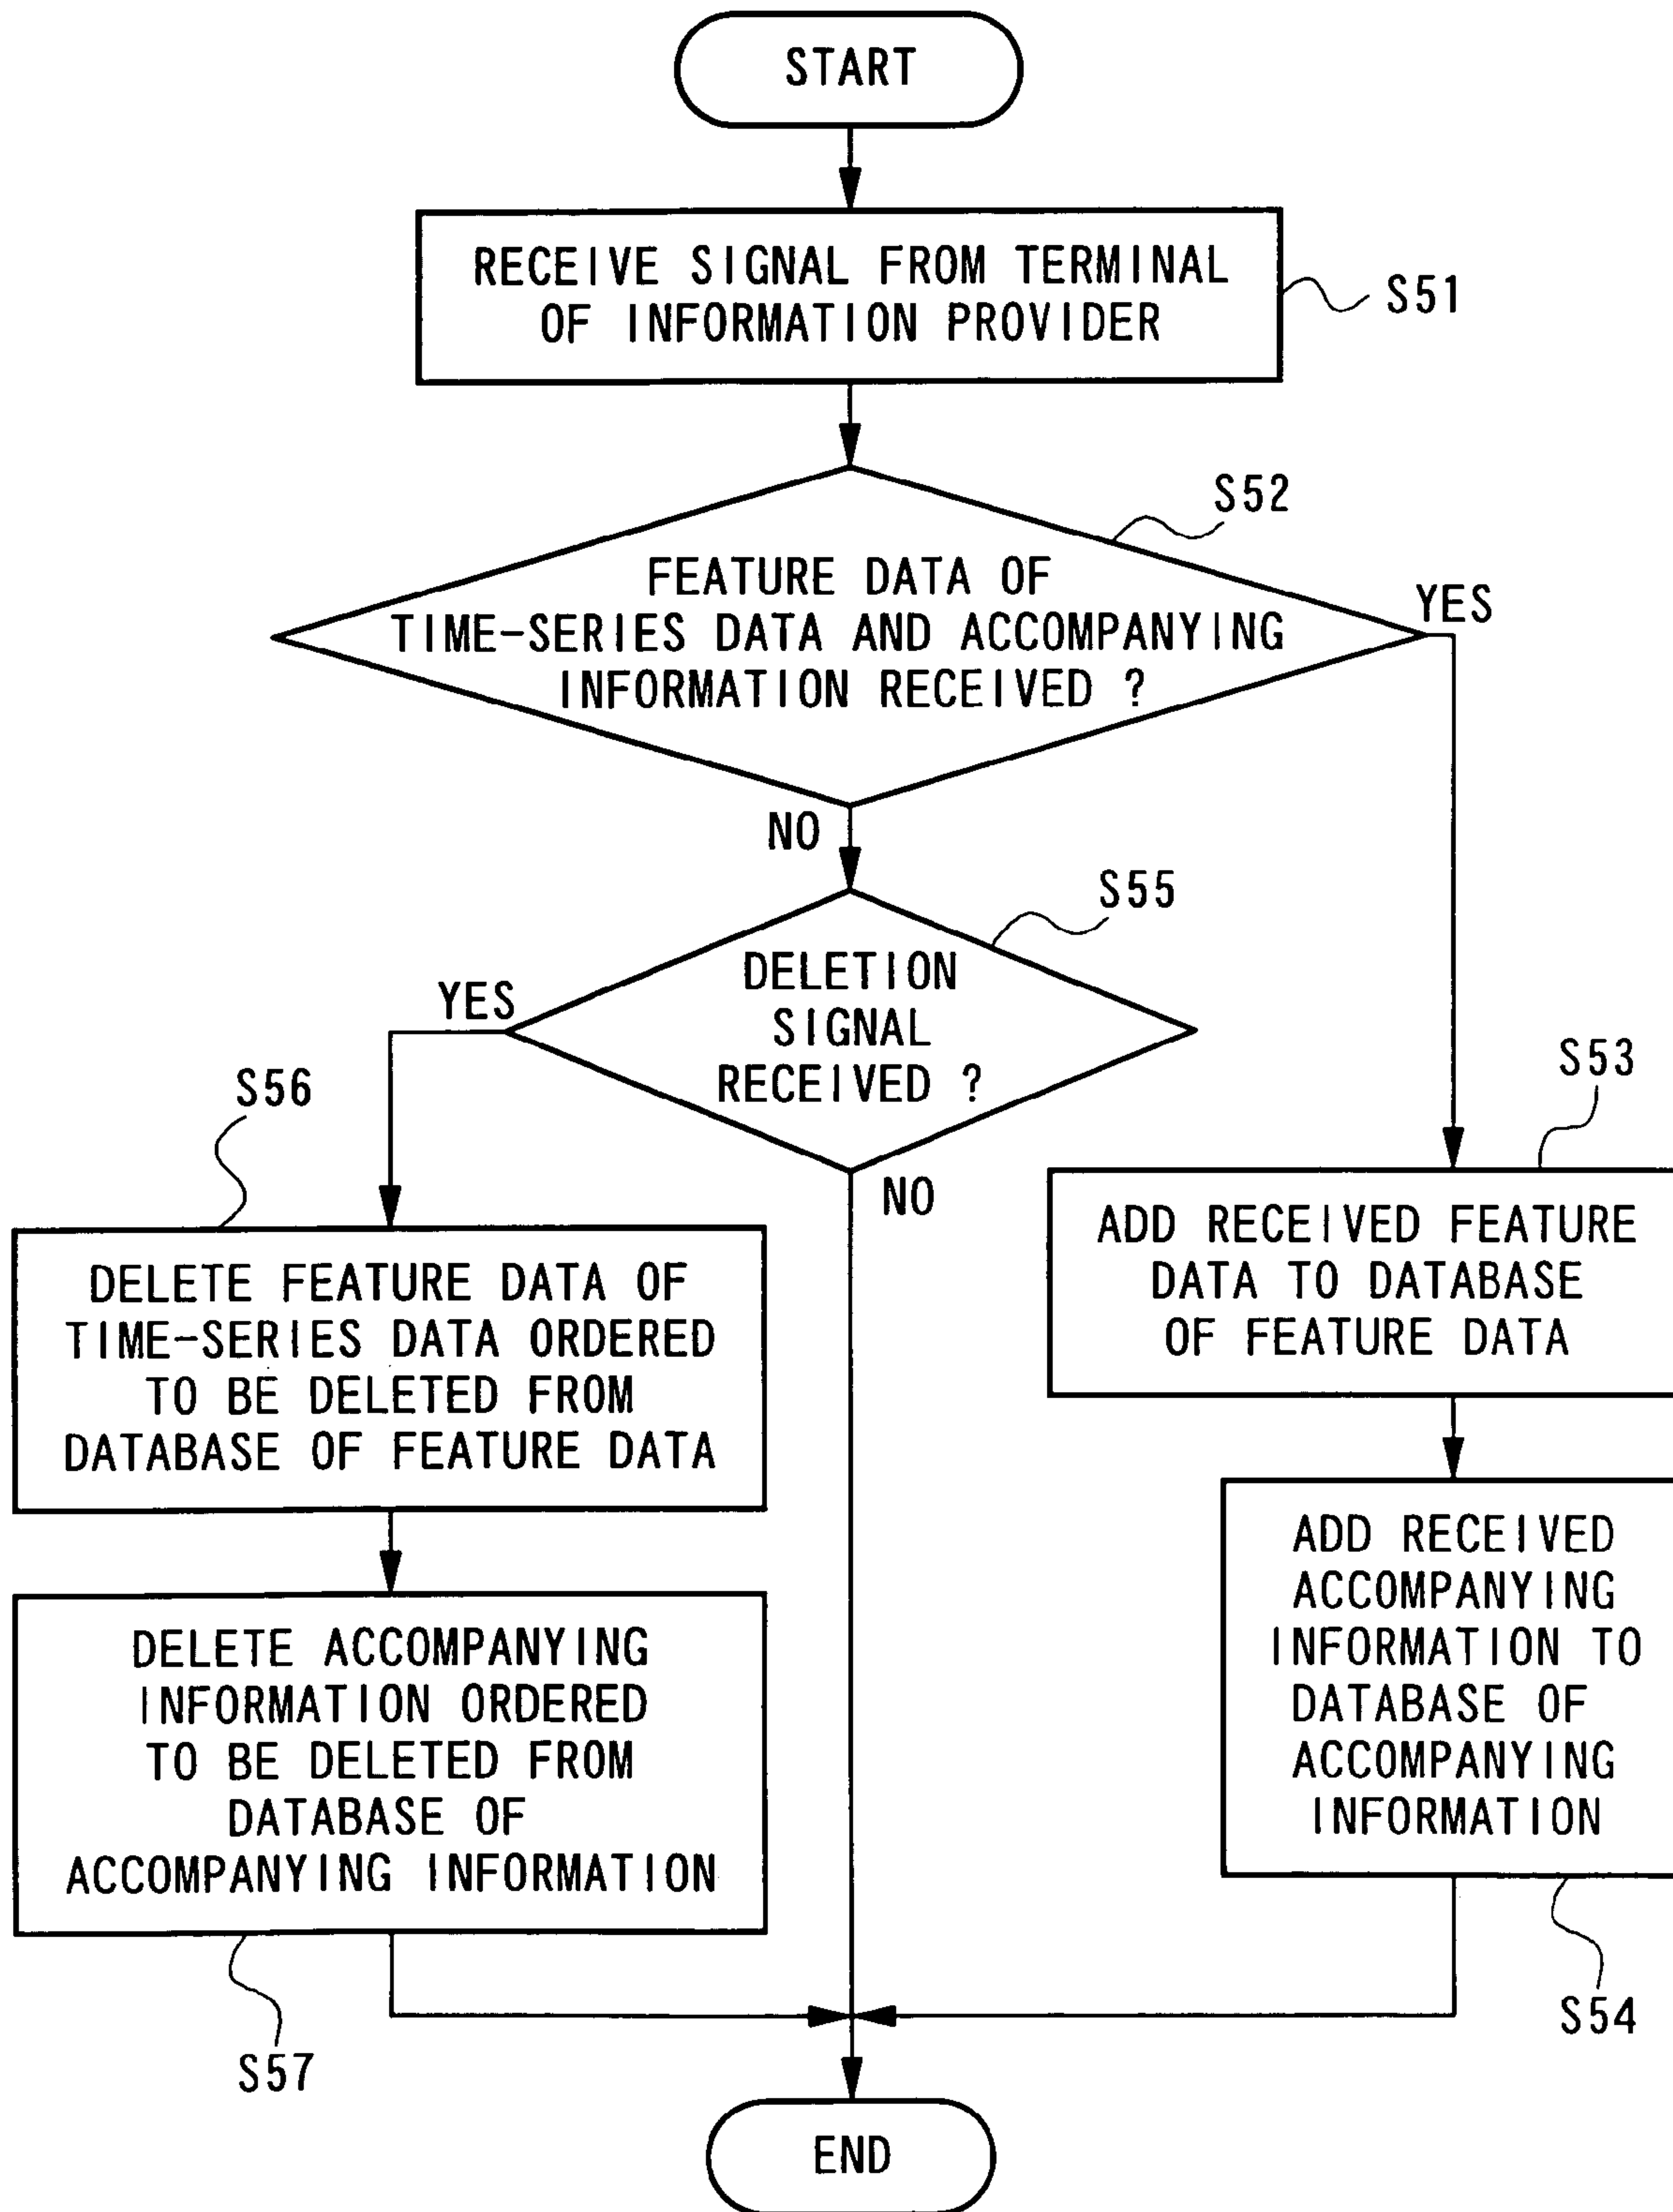 START
RECEIVE SIGNAL FROM TERMINAL
OF INFORMATION PROVIDER
S51
S52
FEATURE DATA OF
TIME-SERIES DATA AND ACCOMPANYING
INFORMATION RECEIVED ?
YES
NO
S55
DELETION
SIGNAL
RECEIVED ?
YES
NO
S56
DELETE FEATURE DATA OF
TIME-SERIES DATA ORDERED
TO BE DELETED FROM
DATABASE OF FEATURE DATA
DELETE ACCOMPANYING
INFORMATION ORDERED
TO BE DELETED FROM
DATABASE OF
ACCOMPANYING INFORMATION
S57
S53
ADD RECEIVED FEATURE
DATA TO DATABASE
OF FEATURE DATA
ADD RECEIVED
ACCOMPANYING
INFORMATION TO
DATABASE OF
ACCOMPANYING
INFORMATION
S54
END